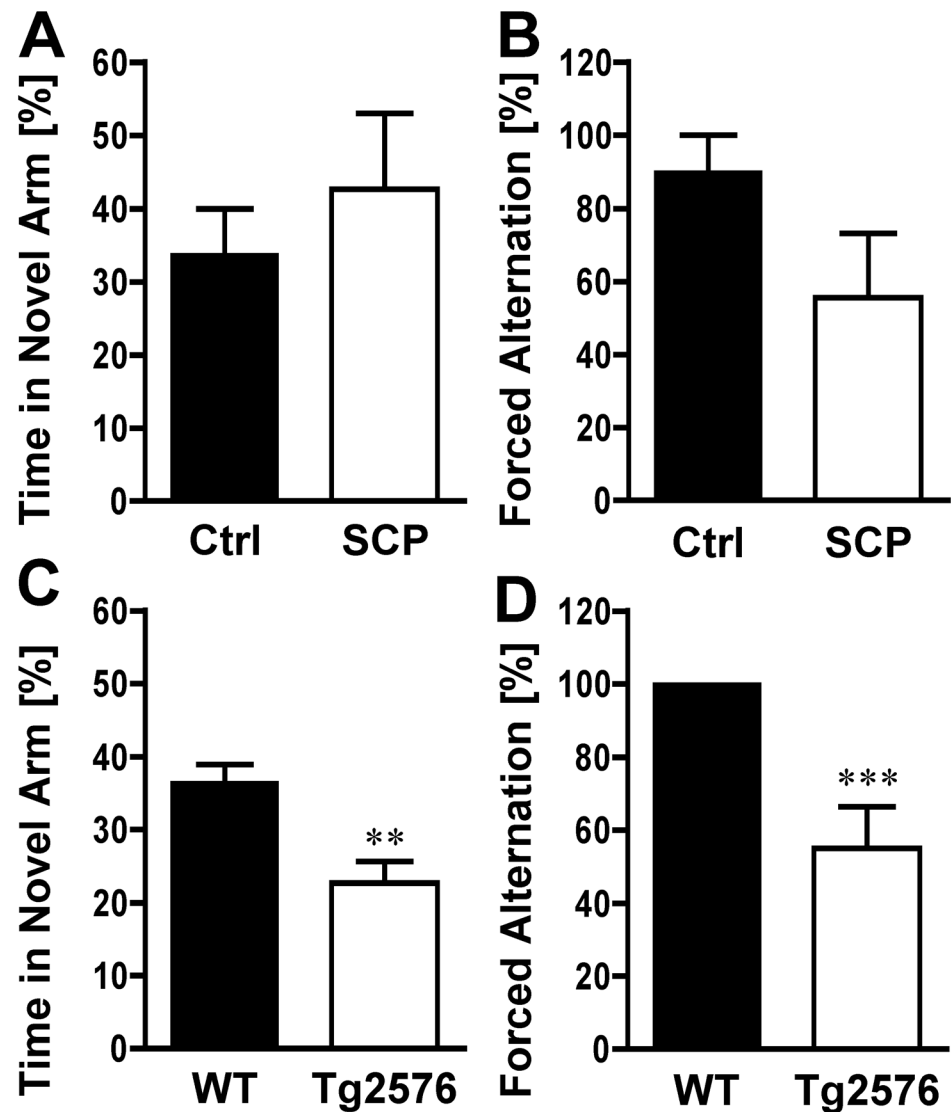 A
Time in Novel Arm [%]
60
50
40
30
20
10
0
Ctrl SCP
B
Forced Alternation [%]
120
100
80
60
40
20
0
Ctrl SCP
C
Time in Novel Arm [%]
60
50
40
30
20
10
0
**
WT Tg2576
D
Forced Alternation [%]
120
100
80
60
40
20
0
***
WT Tg2576